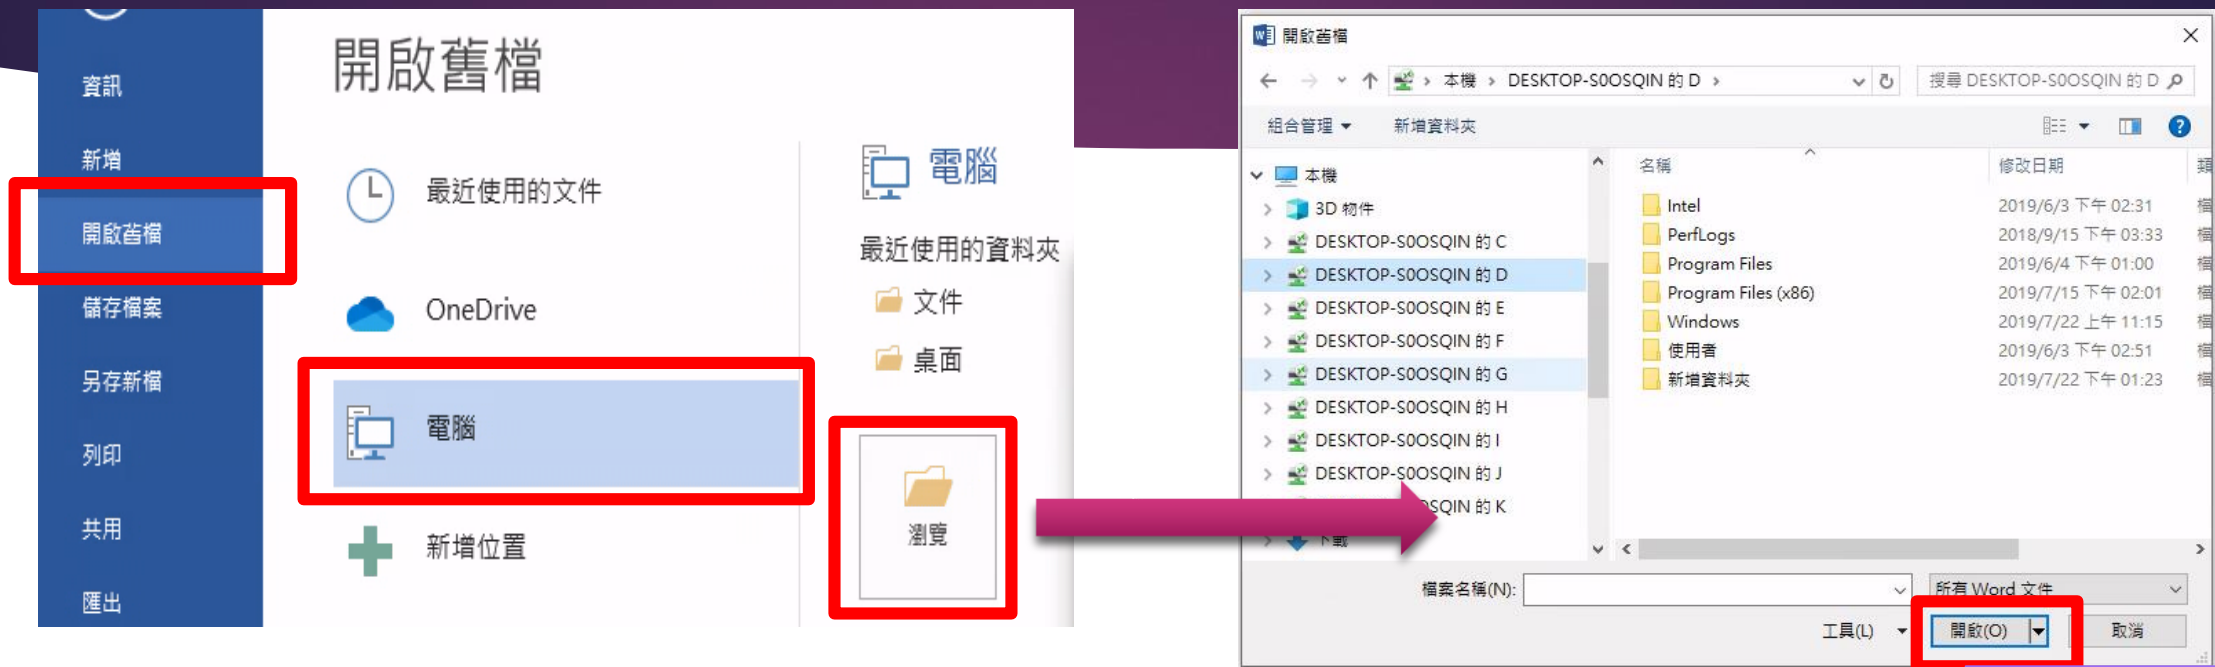 資訊
新增
開啟舊檔
儲存檔案
另存新檔
列印
共用
匯出
開啟舊檔
最近使用的文件
OneDrive
電腦
新增位置
電腦
最近使用的資料夾
文件
桌面
瀏覽
開啟舊檔
本機 › DESKTOP-S0OSQIN 的 D ›
搜尋 DESKTOP-S0OSQIN 的 D
組合管理 新增資料夾
本機
3D 物件
DESKTOP-S0OSQIN 的 C
DESKTOP-S0OSQIN 的 D
DESKTOP-S0OSQIN 的 E
DESKTOP-S0OSQIN 的 F
DESKTOP-S0OSQIN 的 G
DESKTOP-S0OSQIN 的 H
DESKTOP-S0OSQIN 的 I
DESKTOP-S0OSQIN 的 J
SQIN 的 K
下載
名稱 修改日期 類
Intel 2019/6/3 下午 02:31 檔
PerfLogs 2018/9/15 下午 03:33 檔
Program Files 2019/6/4 下午 01:00 檔
Program Files (x86) 2019/7/15 下午 02:01 檔
Windows 2019/7/22 上午 11:15 檔
使用者 2019/6/3 下午 02:51 檔
新增資料夾 2019/7/22 下午 01:23 檔
檔案名稱(N):
所有 Word 文件
工具(L) 開啟(O) 取消